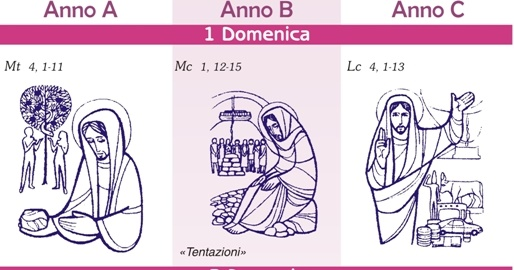 Anno A Anno B Anno C
1 Domenica
Mt 4, 1-11 Mc 1, 12-15 Lc 4, 1-13
«Tentazioni»